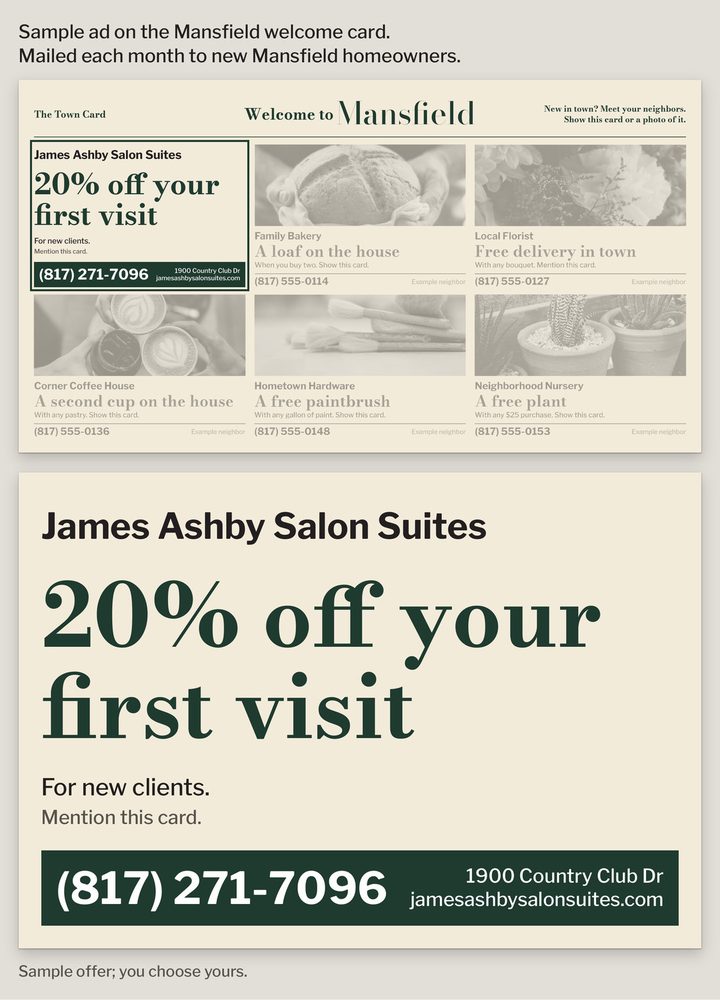 Sample ad on the Mansfield welcome card.
Mailed each month to new Mansfield homeowners.
The Town Card
Welcome to Mansfield
New in town? Meet your neighbors.
Show this card or a photo of it.
James Ashby Salon Suites
20% off your
first visit
For new clients.
Mention this card.
(817) 271-7096
1900 Country Club Dr
jamesashbysalonsuites.com
Family Bakery
A loaf on the house
When you buy two. Show this card.
(817) 555-0114
Example neighbor
Local Florist
Free delivery in town
With any bouquet. Mention this card.
(817) 555-0127
Example neighbor
Corner Coffee House
A second cup on the house
With any pastry. Show this card.
(817) 555-0136
Example neighbor
Hometown Hardware
A free paintbrush
With any gallon of paint. Show this card.
(817) 555-0148
Example neighbor
Neighborhood Nursery
A free plant
With any $25 purchase. Show this card.
(817) 555-0153
Example neighbor
James Ashby Salon Suites
20% off your
first visit
For new clients.
Mention this card.
(817) 271-7096
1900 Country Club Dr
jamesashbysalonsuites.com
Sample offer; you choose yours.